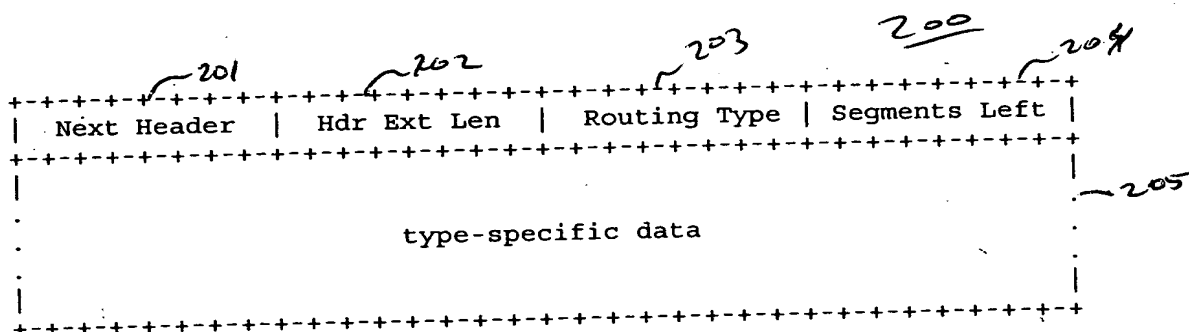 200
201 202 203 204
+-+-+-+-+-+-+-+-+-+-+-+-+-+-+-+-+-+-+-+-+-+-+-+-+-+-+-+-+-+-+-+-+
| Next Header | Hdr Ext Len | Routing Type | Segments Left |
+-+-+-+-+-+-+-+-+-+-+-+-+-+-+-+-+-+-+-+-+-+-+-+-+-+-+-+-+-+-+-+-+
205
type-specific data
+-+-+-+-+-+-+-+-+-+-+-+-+-+-+-+-+-+-+-+-+-+-+-+-+-+-+-+-+-+-+-+-+